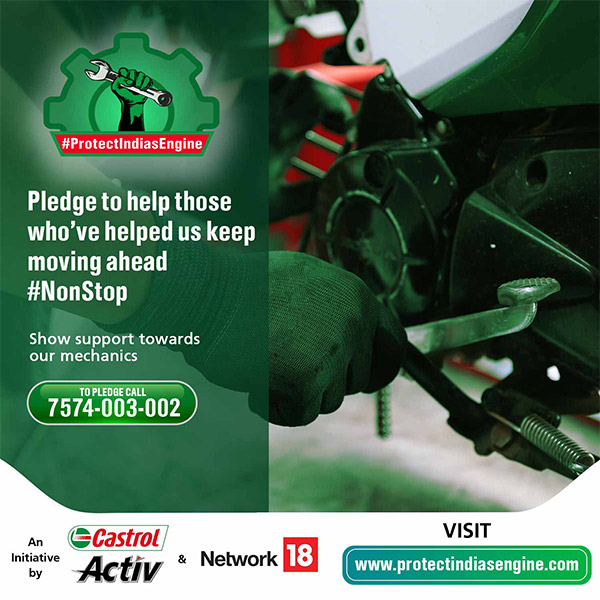 #ProtectIndiasEngine
Pledge to help those
who've helped us keep
moving ahead
#NonStop
Show support towards
our mechanics
TO PLEDGE CALL
7574-003-002
An
Initiative
by
Castrol
Activ
&
Network 18
VISIT
www.protectindiasengine.com